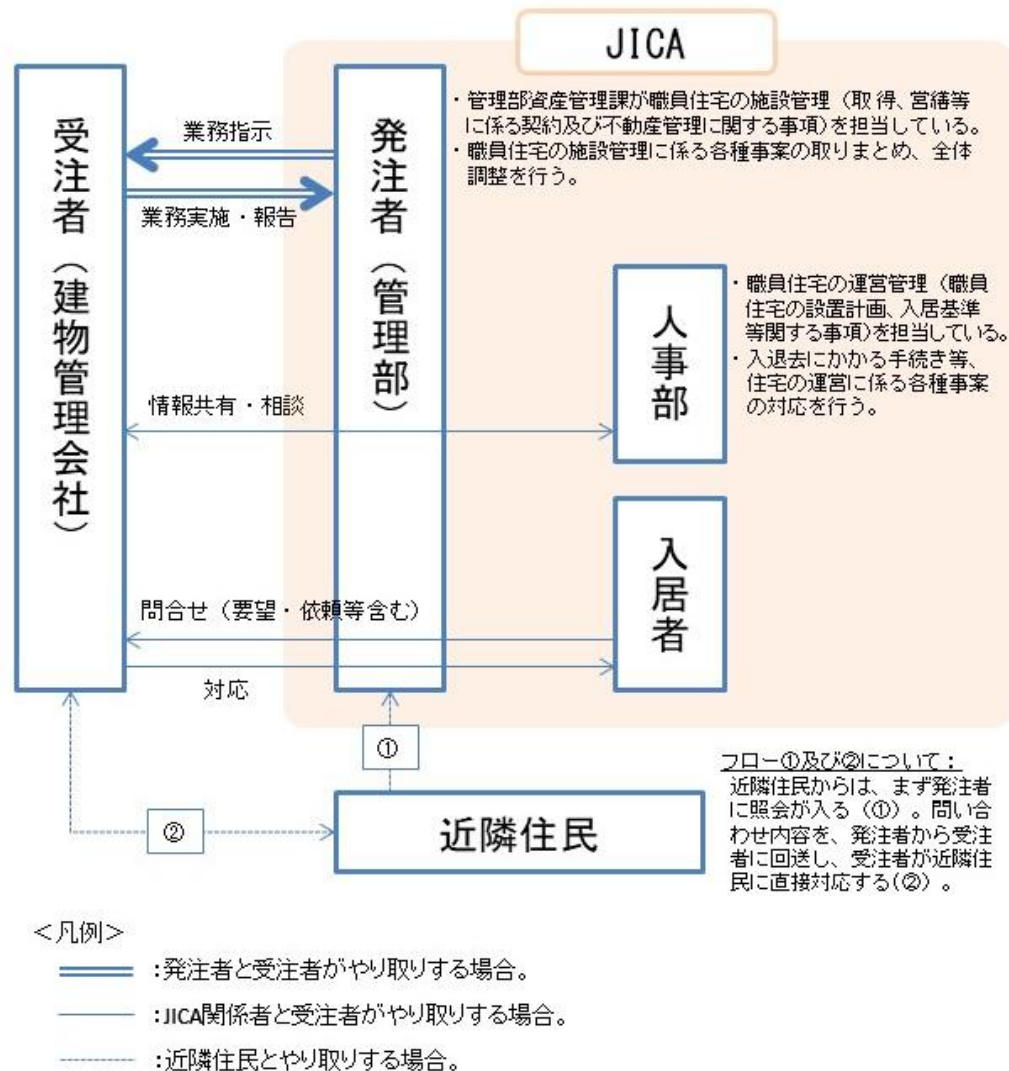 JICA
受注者（建物管理会社）
発注者（管理部）
業務指示
業務実施・報告
・管理部資産管理課が職員住宅の施設管理（取得、営繕等
に係る契約及び不動産管理に関する事項）を担当している。
・職員住宅の施設管理に係る各種事案の取りまとめ、全体
調整を行う。
人事部
・職員住宅の運営管理（職員
住宅の設置計画、入居基準
等関する事項）を担当している。
・入退去にかかる手続き等、
住宅の運営に係る各種事案
の対応を行う。
情報共有・相談
入居者
問合せ（要望・依頼等含む）
対応
①
②
近隣住民
フロー①及び②について：
近隣住民からは、まず発注者
に照会が入る（①）。問い合
わせ内容を、発注者から受注
者に回送し、受注者が近隣住
民に直接対応する（②）。
＜凡例＞
：発注者と受注者がやり取りする場合。
：JICA関係者と受注者がやり取りする場合。
：近隣住民とやり取りする場合。